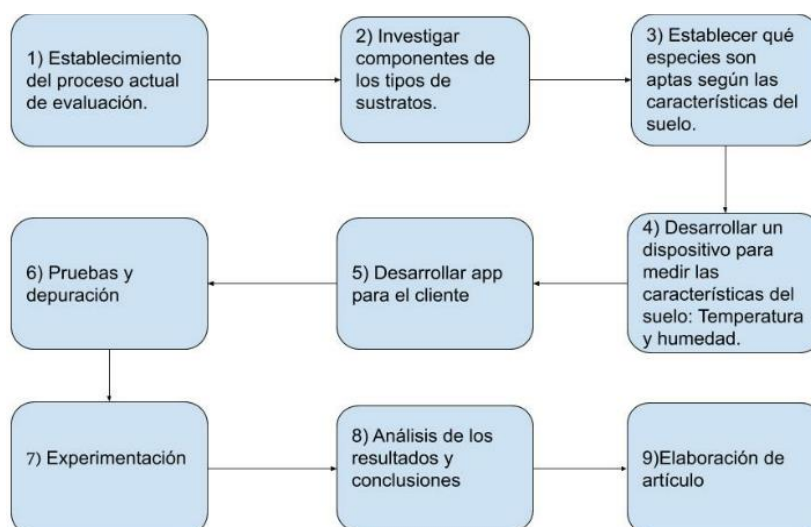 1) Establecimiento
del proceso actual
de evaluación.
2) Investigar
componentes de
los tipos de
sustratos.
3) Establecer qué
especies son
aptas según las
características del
suelo.
4) Desarrollar un
dispositivo para
medir las
características del
suelo: Temperatura
y humedad.
5) Desarrollar app
para el cliente
6) Pruebas y
depuración
7) Experimentación
8) Análisis de los
resultados y
conclusiones
9)Elaboración de
artículo